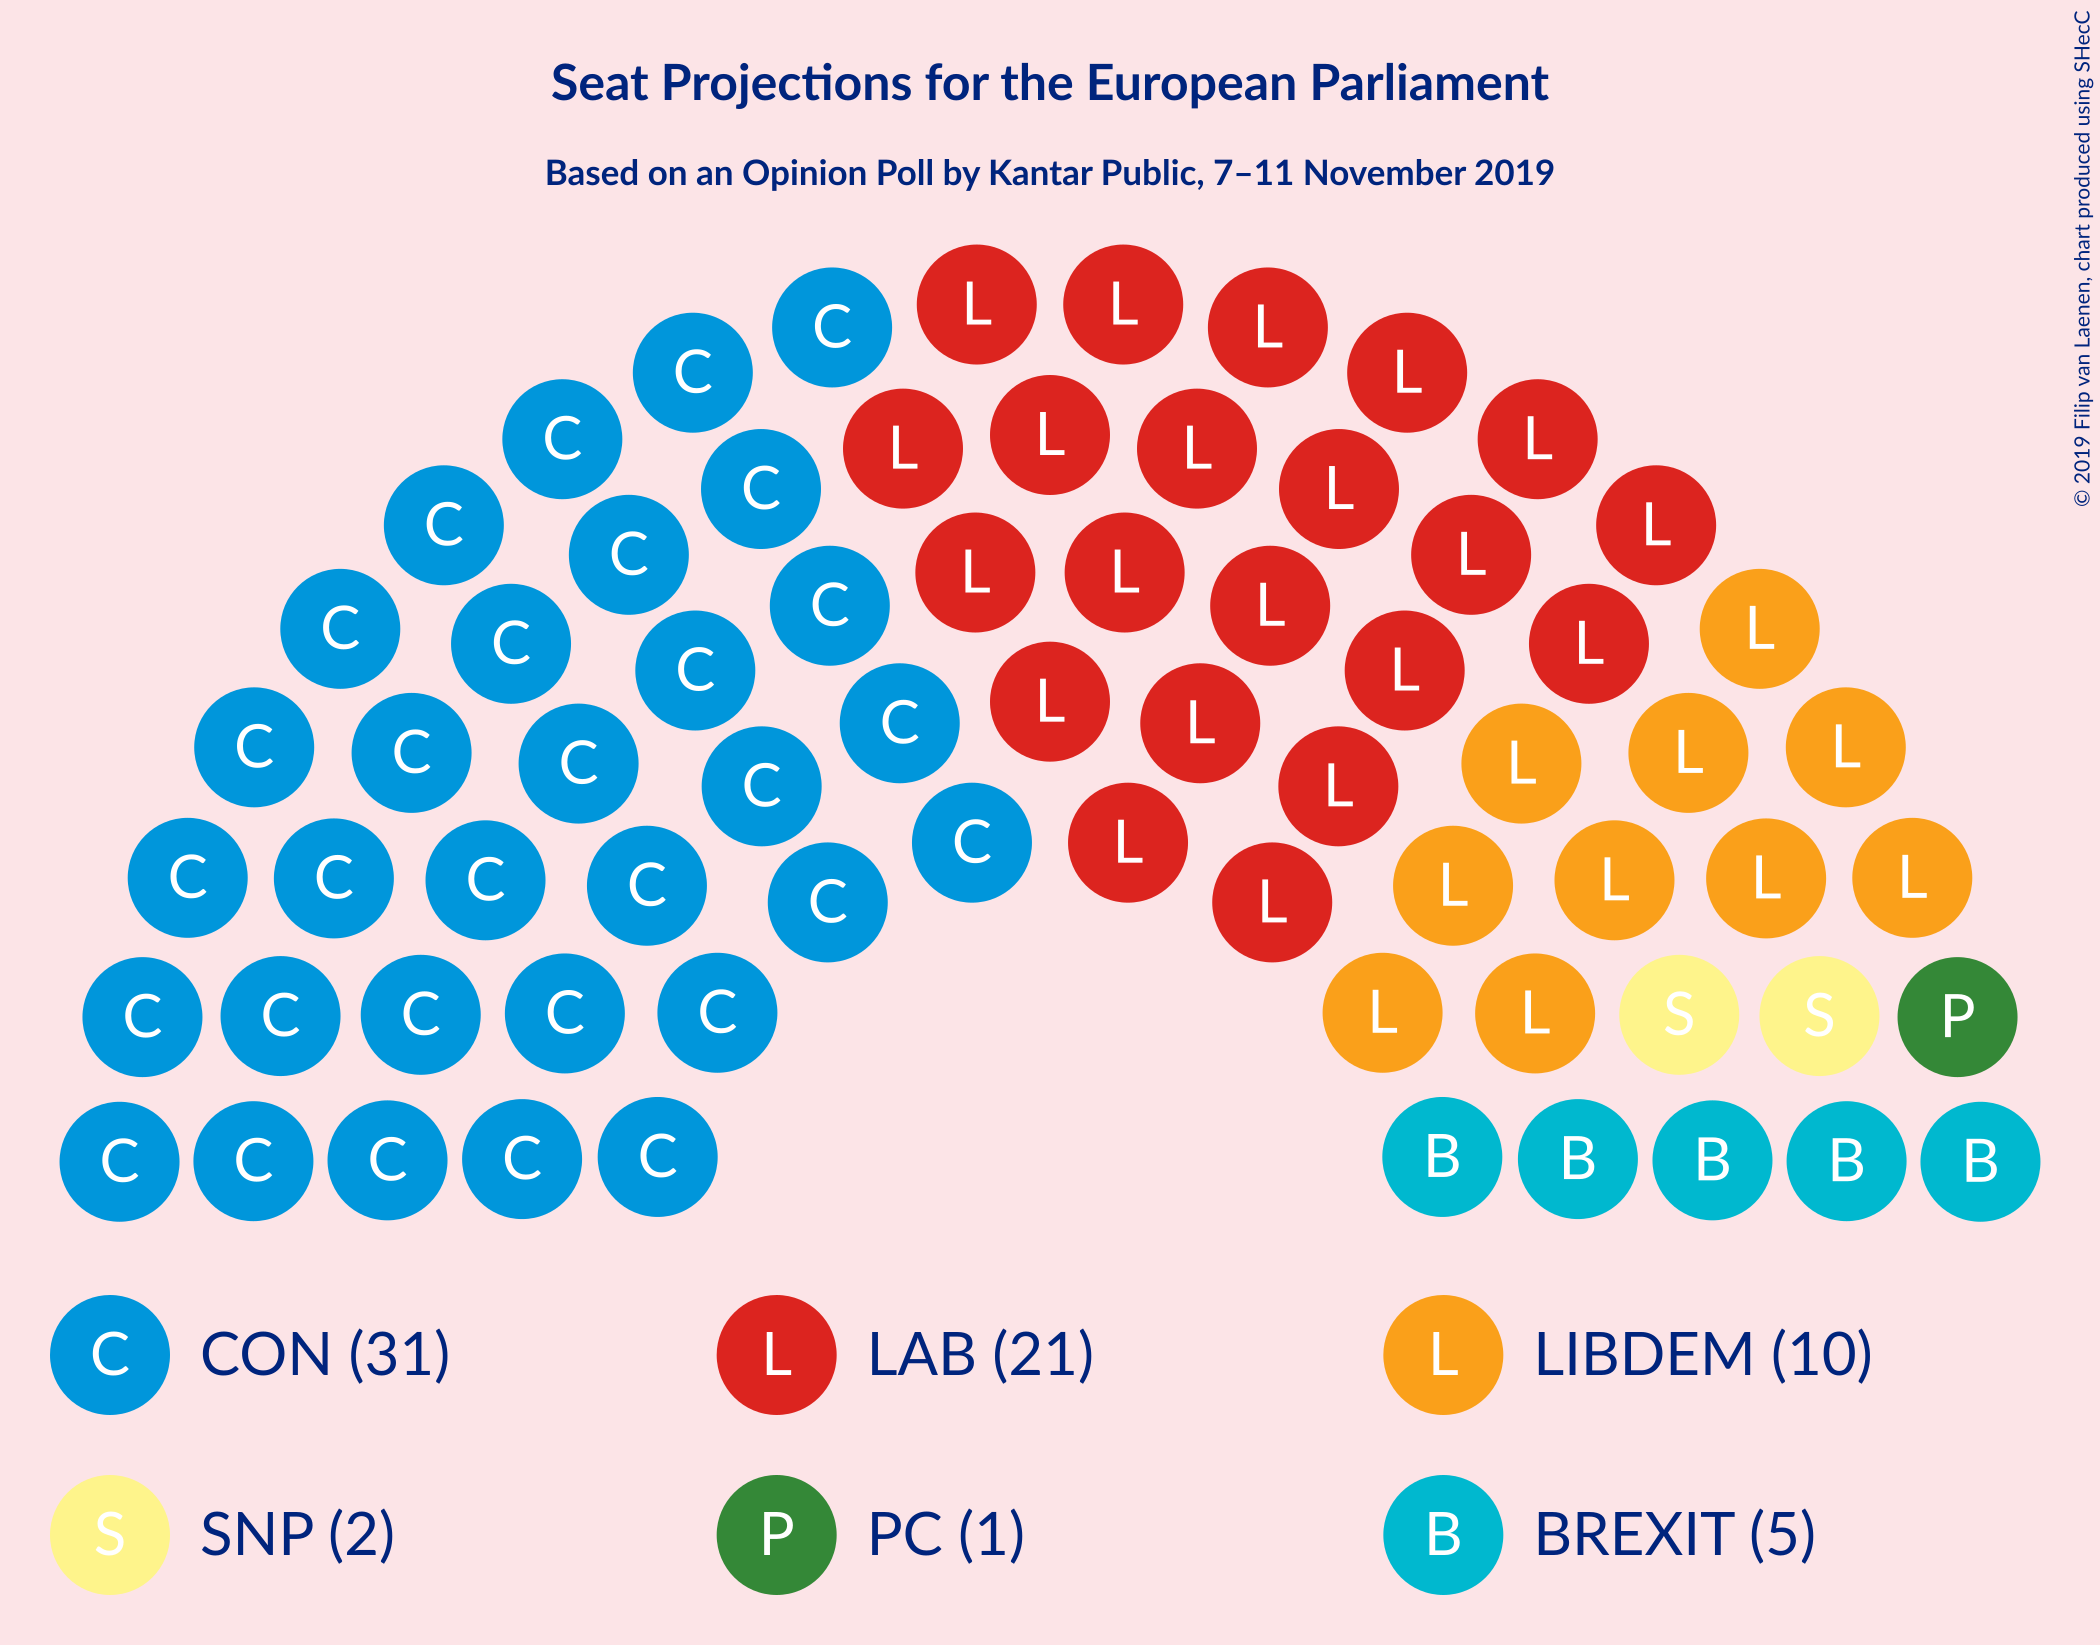 Seat Projections for the European Parliament
Based on an Opinion Poll by Kantar Public, 7–11 November 2019
© 2019 Filip van Laenen, chart produced using SHecC
L L
C L
C L
L
C L L L
C L
C L
C L
L L
C L
C L
C L
C L
C L
L
C L
C L
C L
C L
C L
C L
C L
C L
C L
C C C L L L
C L
C C C C L L S S P
C C C C C B B B B B
C CON (31) L LAB (21) L LIBDEM (10)
S SNP (2) P PC (1) B BREXIT (5)